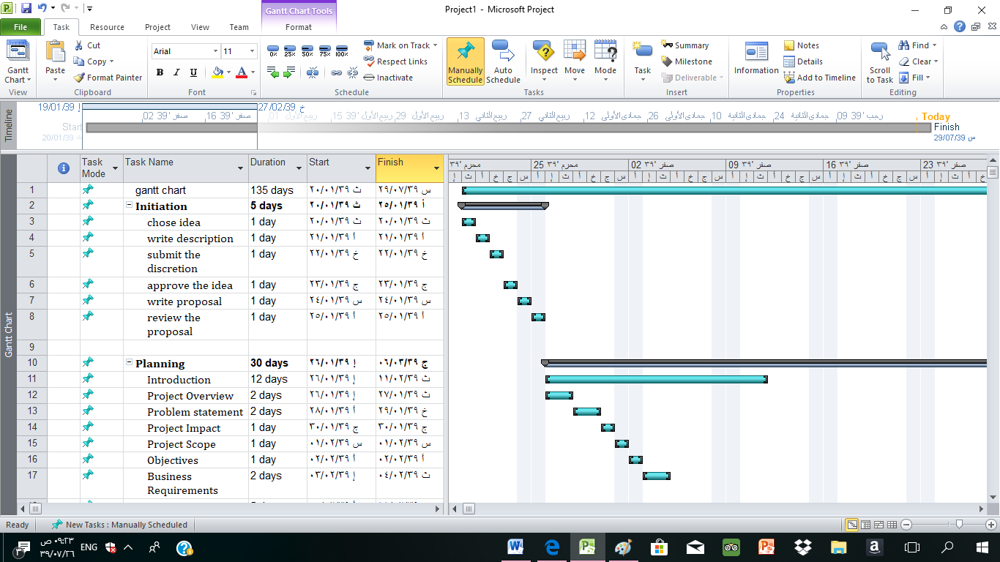 Project1 - Microsoft Project
Gantt Chart Tools
File Task Resource Project View Team Format
Gantt Chart
View
Paste
Cut
Copy
Format Painter
Clipboard
Arial 11
B I U A
Font
0% 25% 50% 75% 100%
Mark on Track
Respect Links
Inactivate
Schedule
Manually Schedule
Auto Schedule
Inspect
Move
Mode
Tasks
Task
Summary
Milestone
Deliverable
Insert
Information
Notes
Details
Add to Timeline
Properties
Scroll to Task
Find
Clear
Fill
Editing
Timeline
19/01/39 إ
27/02/39 خ
02 صفر '39
16 صفر '39
01 ربيع الأول
15 ربيع الأول '39
29 ربيع الأول
13 ربيع الثاني
27 ربيع الثاني
12 جمادى الأولى
26 جمادى الأولى
10 جمادى الثانية
24 جمادى الثانية
09 رجب '39
Today
Start
20/01/39 ث
Finish
29/07/39 س
Gantt Chart
Task Mode Task Name Duration Start Finish
محرم ٣٩'
25 محرم ٣٩'
02 صفر ٣٩'
09 صفر ٣٩'
16 صفر ٣٩'
23 صفر ٣٩'
إ ث أ خ ج س أ إ ث أ خ ج س أ إ ث أ خ ج س أ إ ث أ خ ج س أ إ ث أ خ ج س أ إ ث أ خ
1 gantt chart 135 days ث ٢٠/٠١/٣٩ س ٢٩/٠٧/٣٩
2 Initiation 5 days ث ٢٠/٠١/٣٩ أ ٢٥/٠١/٣٩
3 chose idea 1 day ث ٢٠/٠١/٣٩ ث ٢٠/٠١/٣٩
4 write description 1 day أ ٢١/٠١/٣٩ أ ٢١/٠١/٣٩
5 submit the 1 day خ ٢٢/٠١/٣٩ خ ٢٢/٠١/٣٩
discretion
6 approve the idea 1 day ج ٢٣/٠١/٣٩ ج ٢٣/٠١/٣٩
7 write proposal 1 day س ٢٤/٠١/٣٩ س ٢٤/٠١/٣٩
8 review the 1 day أ ٢٥/٠١/٣٩ أ ٢٥/٠١/٣٩
proposal
9
10 Planning 30 days إ ٢٦/٠١/٣٩ ج ٠٦/٠٣/٣٩
11 Introduction 12 days إ ٢٦/٠١/٣٩ ث ١١/٠٢/٣٩
12 Project Overview 2 days إ ٢٦/٠١/٣٩ ث ٢٧/٠١/٣٩
13 Problem statement 2 days أ ٢٨/٠١/٣٩ خ ٢٩/٠١/٣٩
14 Project Impact 1 day ج ٣٠/٠١/٣٩ ج ٣٠/٠١/٣٩
15 Project Scope 1 day س ٠١/٠٢/٣٩ س ٠١/٠٢/٣٩
16 Objectives 1 day أ ٠٢/٠٢/٣٩ أ ٠٢/٠٢/٣٩
17 Business 2 days إ ٠٣/٠٢/٣٩ ث ٠٤/٠٢/٣٩
Requirements
Ready
New Tasks : Manually Scheduled
٠٩:٢٣ ص
٣٩/٠٧/٢٦
ENG